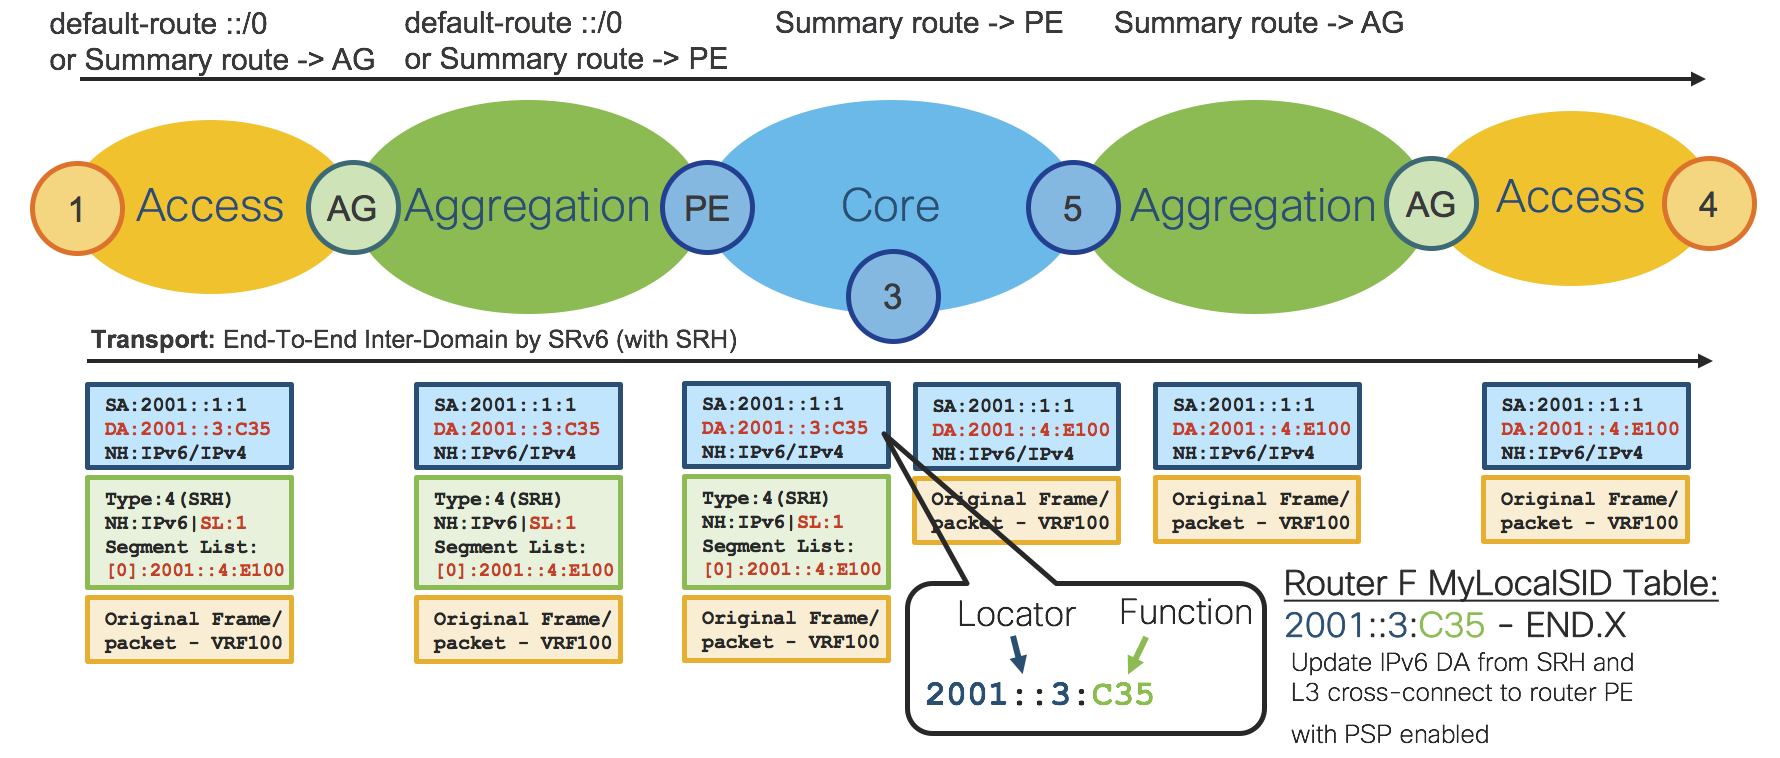 default-route ::/0
or Summary route -> AG
default-route ::/0
or Summary route -> PE
Summary route -> PE
Summary route -> AG
1
Access
AG
Aggregation
PE
Core
3
5
Aggregation
AG
Access
4
Transport: End-To-End Inter-Domain by SRv6 (with SRH)
SA:2001::1:1
DA:2001::3:C35
NH:IPv6/IPv4
Type:4(SRH)
NH:IPv6|SL:1
Segment List:
[0]:2001::4:E100
Original Frame/
packet - VRF100
SA:2001::1:1
DA:2001::3:C35
NH:IPv6/IPv4
Type:4(SRH)
NH:IPv6|SL:1
Segment List:
[0]:2001::4:E100
Original Frame/
packet - VRF100
SA:2001::1:1
DA:2001::3:C35
NH:IPv6/IPv4
Type:4(SRH)
NH:IPv6|SL:1
Segment List:
[0]:2001::4:E100
Original Frame/
packet - VRF100
SA:2001::1:1
DA:2001::4:E100
NH:IPv6/IPv4
Original Frame/
packet - VRF100
SA:2001::1:1
DA:2001::4:E100
NH:IPv6/IPv4
Original Frame/
packet - VRF100
SA:2001::1:1
DA:2001::4:E100
NH:IPv6/IPv4
Original Frame/
packet - VRF100
Locator
Function
2001::3:C35
Router F MyLocalSID Table:
2001::3:C35 - END.X
Update IPv6 DA from SRH and
L3 cross-connect to router PE
with PSP enabled